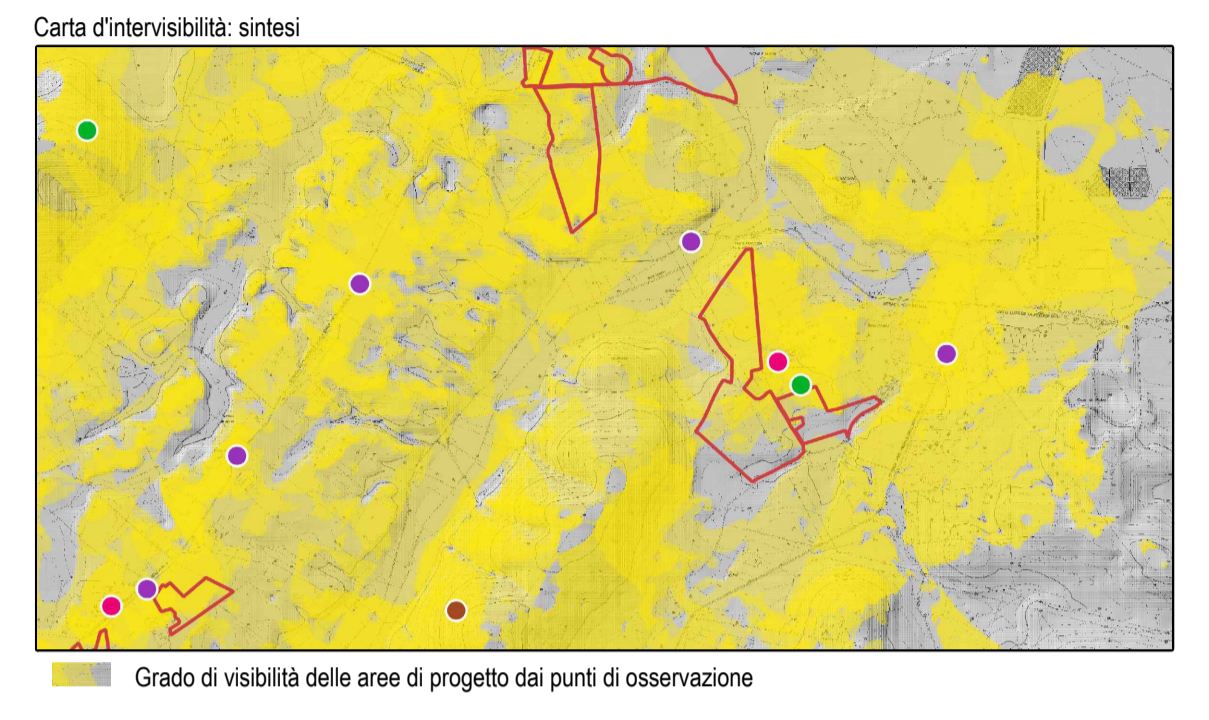 Carta d'intervisibilità: sintesi
Grado di visibilità delle aree di progetto dai punti di osservazione